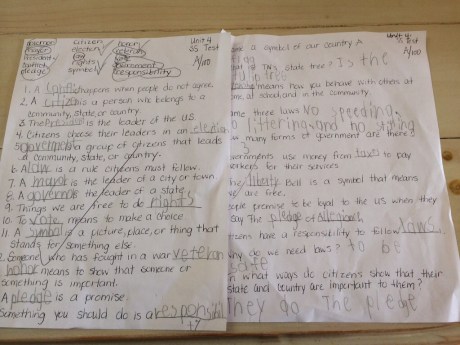 governor citizen honor Unit 4
mayor election veteran SS Test
President law vote A/100
conflict rights government
pledge symbol responsibility
1. A conflict happens when people do not agree.
2. A citizen is a person who belongs to a
community, state, or country.
3. The President is the leader of the U.S.
4. Citizens choose their leaders in an election
5. government is a group of citizens that leads
a community, state, or country.
6. A law is a rule citizens must follow.
7. A mayor is the leader of a city or town.
8. A governor is the leader of a state.
9. Things we are free to do rights
10. To vote means to make a choice.
11. A symbol is a picture, place, or thing that
stands for something else.
Someone who has fought in a war veteran
honor means to show that someone or
something is important.
A pledge is a promise.
Something you should do is a responsi
ty
Unit 4
SS Test
A/100
a symbol of our country A
flag
is TN's state tree? Is the
tree
means how you behave with others at
at school, and in the community.
three laws No speeding,
littering, and no
many forms of government are there?
3
governments use money from taxes to pay
workers for their services.
The liberty Bell is a symbol that means
we are free.
people promise to be loyal to the US when they
say The pledge of
citizens have a responsibility to follow laws.
why do we need laws? to be
safe
In what ways do citizens show that their
state and country are important to them?
They do The pledge